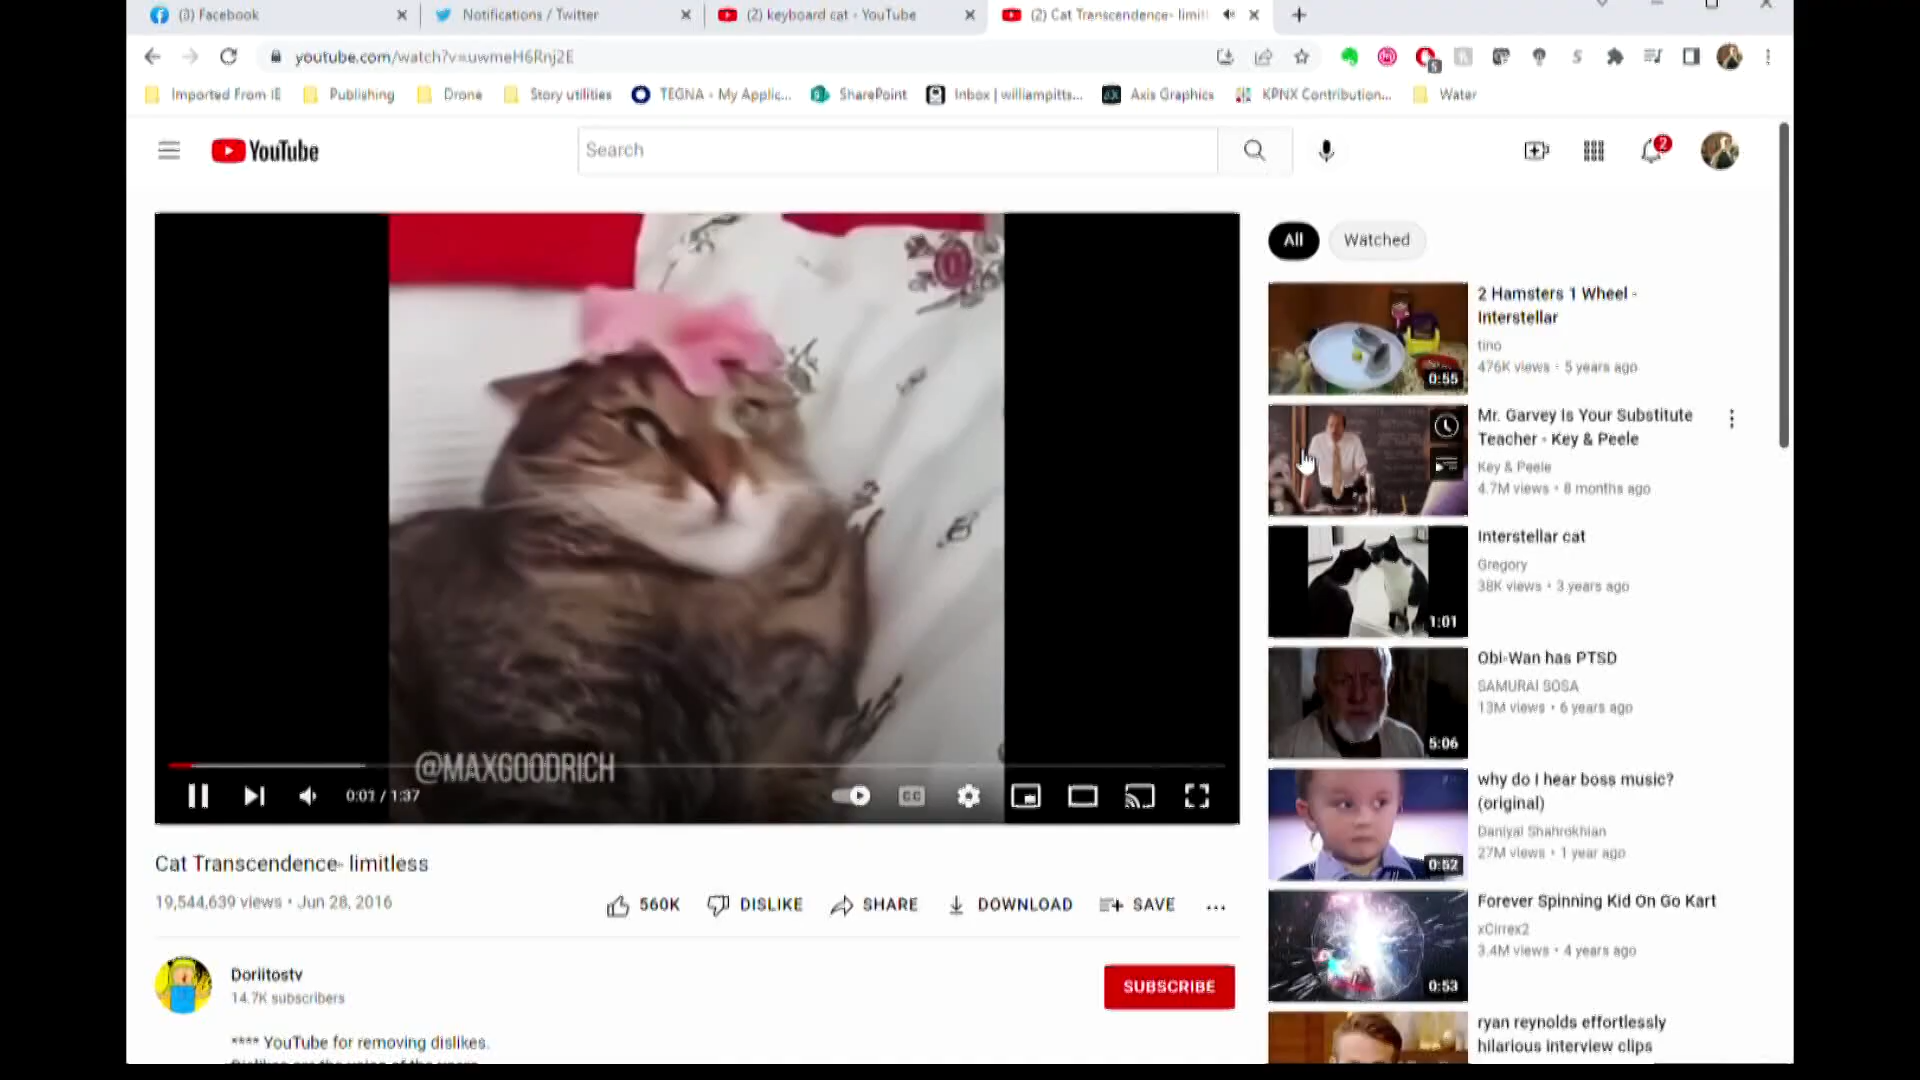 (3) Facebook
Notifications / Twitter
(2) keyboard cat - YouTube
(2) Cat Transcendence- limitl
youtube.com/watch?v=uwmeH6Rnj2E
5
Imported From IE
Publishing
Drone
Story utilities
TEGNA - My Applic...
SharePoint
Inbox | williampitts...
Axis Graphics
KPNX Contribution...
Water
YouTube
Search
2
All
Watched
@MAXGOODRICH
0:01 / 1:37
CC
Cat Transcendence- limitless
19,544,639 views • Jun 28, 2016
560K
DISLIKE
SHARE
DOWNLOAD
SAVE
Doriitostv
14.7K subscribers
SUBSCRIBE
**** YouTube for removing dislikes.
2 Hamsters 1 Wheel -
Interstellar
tino
476K views • 5 years ago
0:55
Mr. Garvey Is Your Substitute
Teacher - Key & Peele
Key & Peele
4.7M views • 8 months ago
Interstellar cat
Gregory
38K views • 3 years ago
1:01
Obi-Wan has PTSD
SAMURAI SOSA
13M views • 6 years ago
5:06
why do I hear boss music?
(original)
Daniyal Shahrokhian
27M views • 1 year ago
0:52
Forever Spinning Kid On Go Kart
xCirrex2
3.4M views • 4 years ago
0:53
ryan reynolds effortlessly
hilarious interview clips